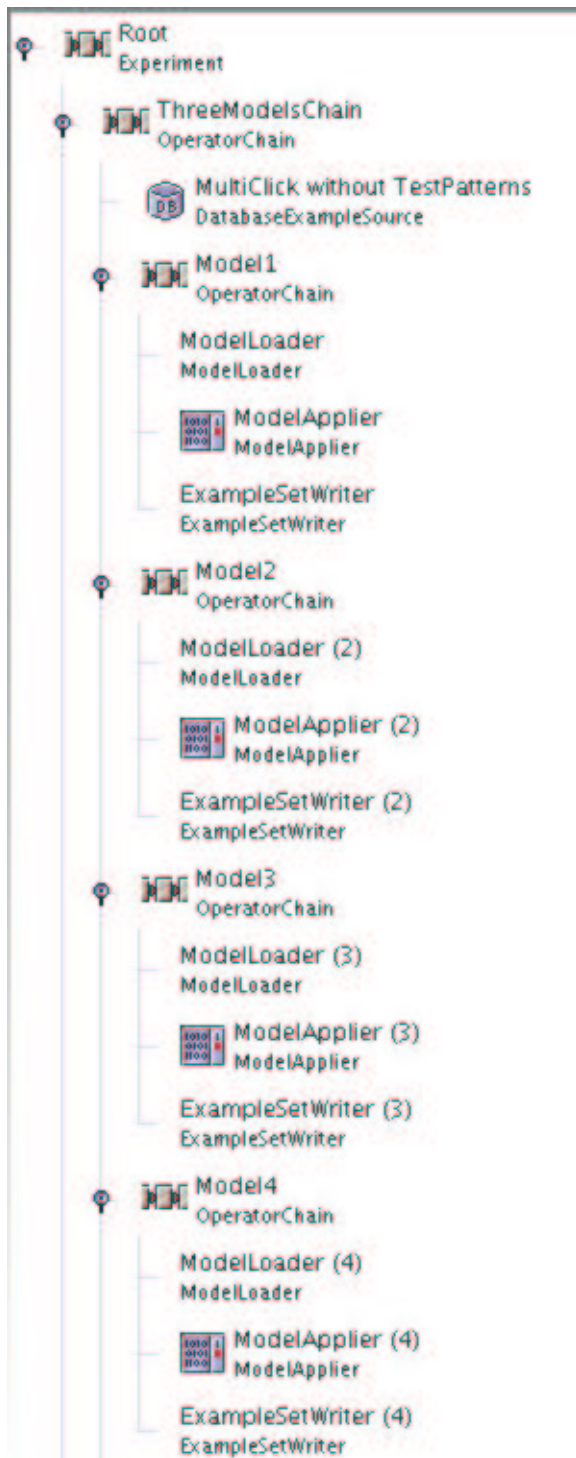 Root
Experiment
ThreeModelsChain
OperatorChain
MultiClick without TestPatterns
DB
DatabaseExampleSource
Model1
OperatorChain
ModelLoader
ModelLoader
ModelApplier
ModelApplier
ExampleSetWriter
ExampleSetWriter
Model2
OperatorChain
ModelLoader (2)
ModelLoader
ModelApplier (2)
ModelApplier
ExampleSetWriter (2)
ExampleSetWriter
Model3
OperatorChain
ModelLoader (3)
ModelLoader
ModelApplier (3)
ModelApplier
ExampleSetWriter (3)
ExampleSetWriter
Model4
OperatorChain
ModelLoader (4)
ModelLoader
ModelApplier (4)
ModelApplier
ExampleSetWriter (4)
ExampleSetWriter